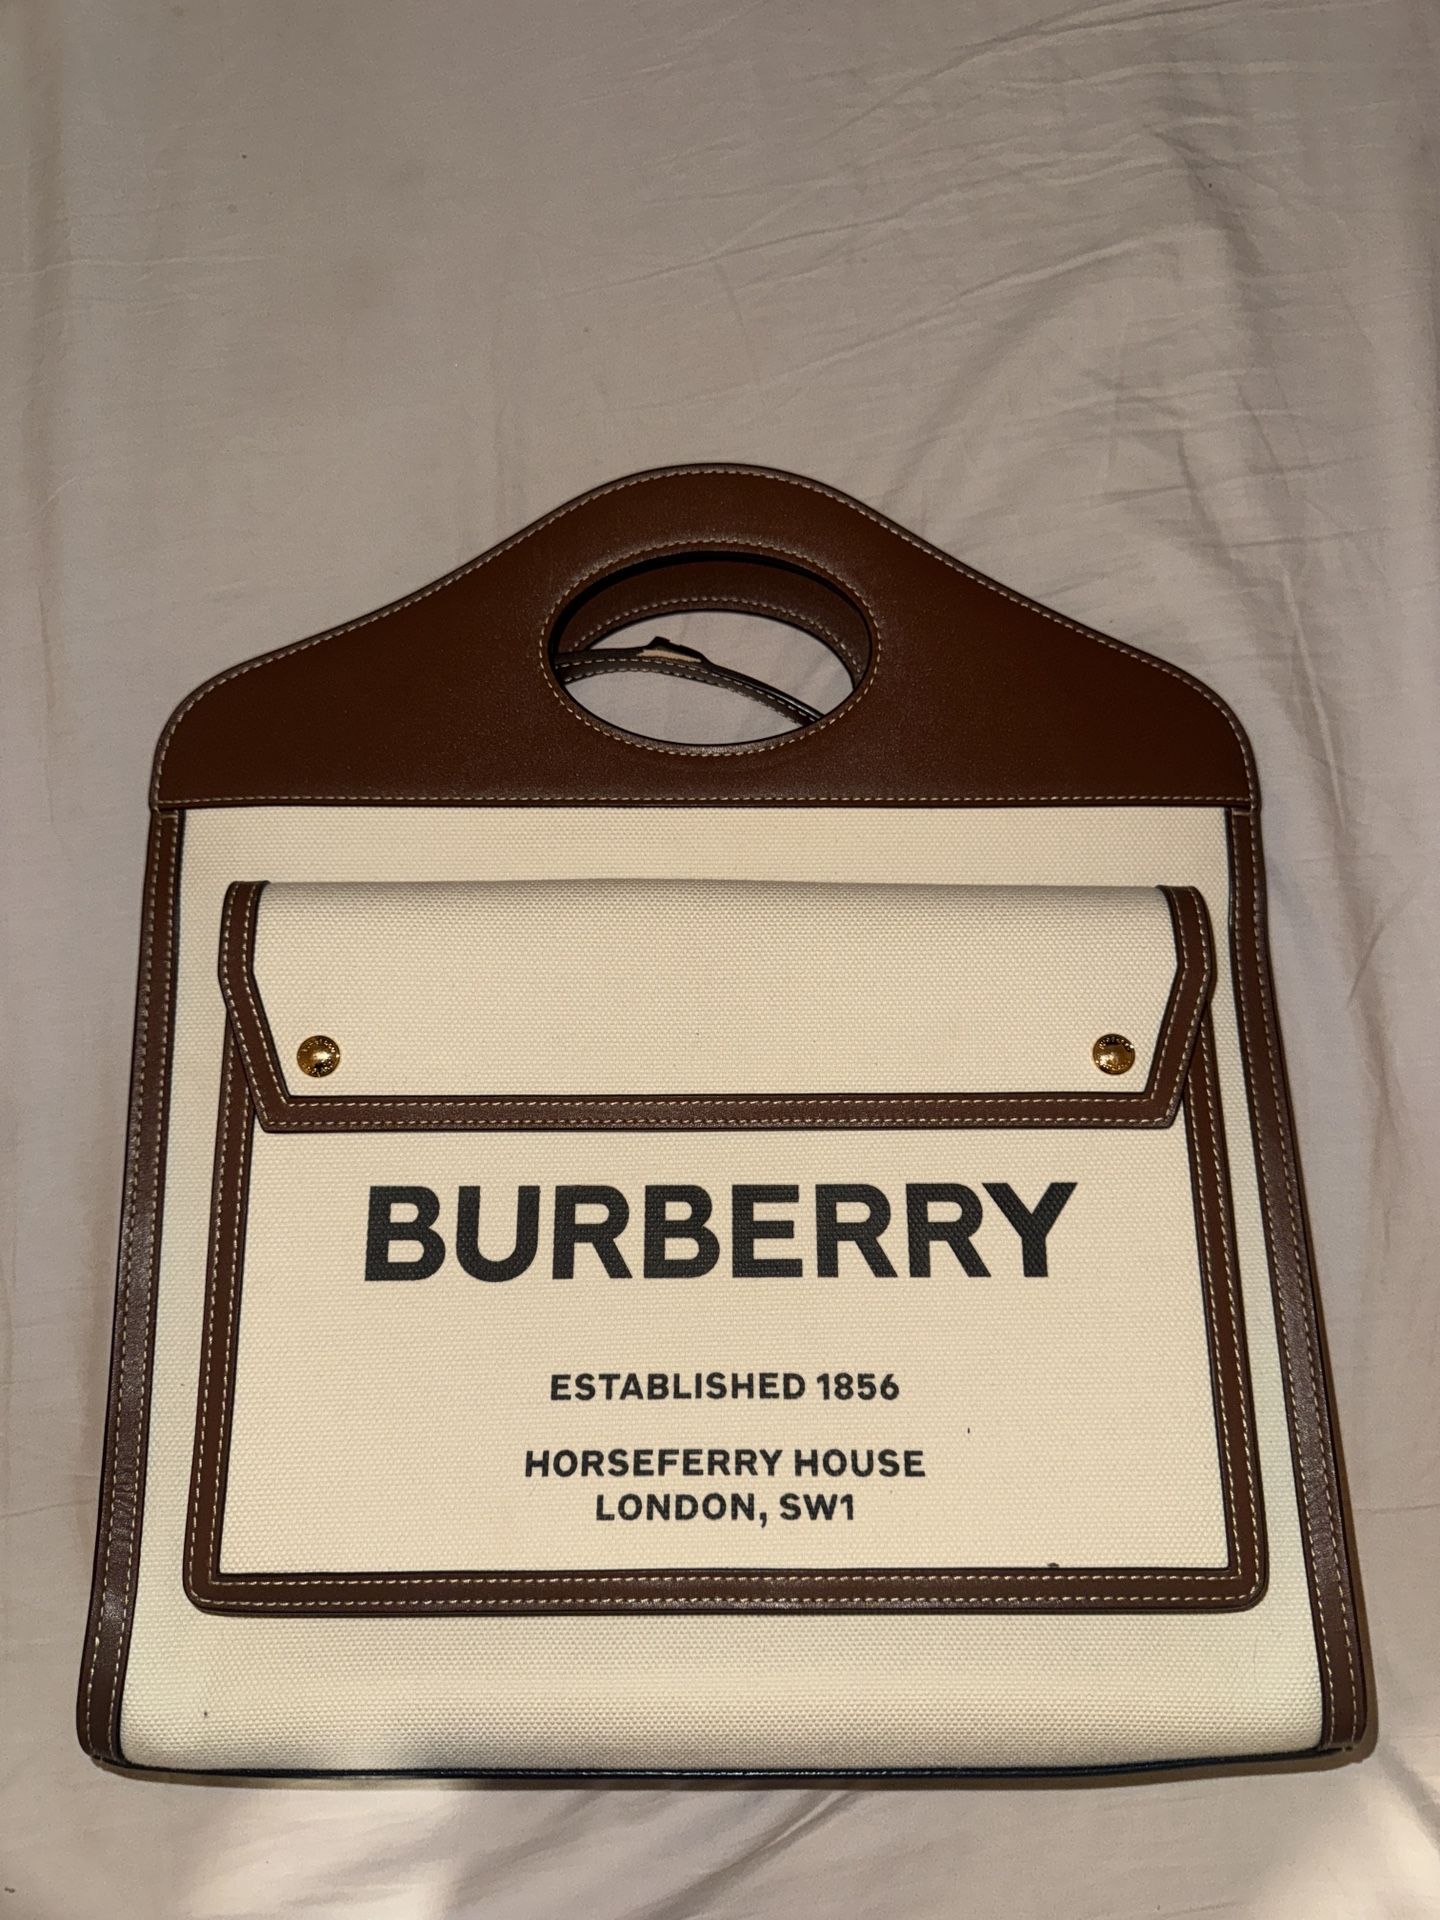 BURBERRY
ESTABLISHED 1856
HORSEFERRY HOUSE
LONDON, SW1